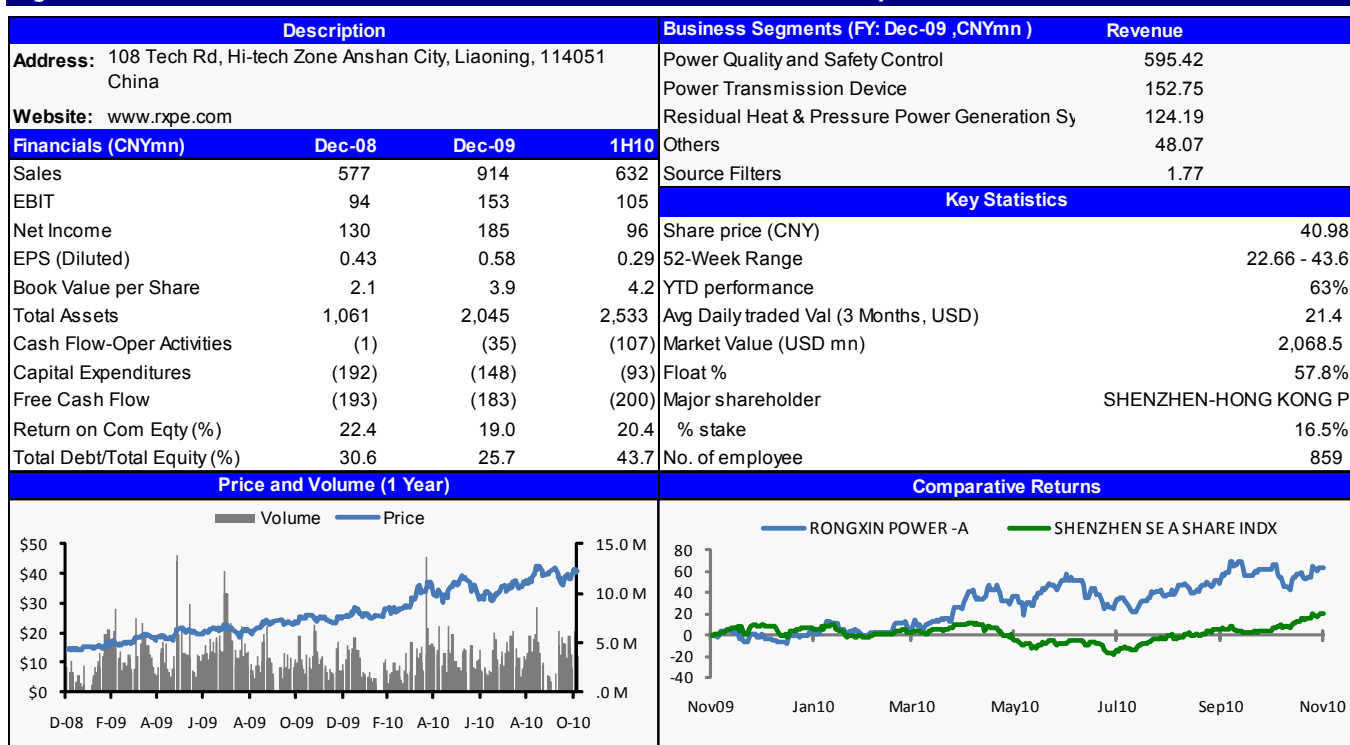 Description
Address: 108 Tech Rd, Hi-tech Zone Anshan City, Liaoning, 114051
China
Website: www.rxpe.com
Financials (CNYmn) Dec-08 Dec-09 1H10
Sales 577 914 632
EBIT 94 153 105
Net Income 130 185 96
EPS (Diluted) 0.43 0.58 0.29
Book Value per Share 2.1 3.9 4.2
Total Assets 1,061 2,045 2,533
Cash Flow-Oper Activities (1) (35) (107)
Capital Expenditures (192) (148) (93)
Free Cash Flow (193) (183) (200)
Return on Com Eqty (%) 22.4 19.0 20.4
Total Debt/Total Equity (%) 30.6 25.7 43.7
Business Segments (FY: Dec-09 ,CNYmn ) Revenue
Power Quality and Safety Control 595.42
Power Transmission Device 152.75
Residual Heat & Pressure Power Generation Sy 124.19
Others 48.07
Source Filters 1.77
Key Statistics
Share price (CNY) 40.98
52-Week Range 22.66 - 43.6
YTD performance 63%
Avg Daily traded Val (3 Months, USD) 21.4
Market Value (USD mn) 2,068.5
Float % 57.8%
Major shareholder SHENZHEN-HONG KONG P
% stake 16.5%
No. of employee 859
Price and Volume (1 Year)
Volume Price
$50 15.0 M
$40
$30 10.0 M
$20
$10 5.0 M
$0 .0 M
D-08 F-09 A-09 J-09 A-09 O-09 D-09 F-10 A-10 J-10 A-10 O-10
Comparative Returns
RONGXIN POWER -A SHENZHEN SE A SHARE INDX
80
60
40
20
0
-20
-40
Nov09 Jan10 Mar10 May10 Jul10 Sep10 Nov10